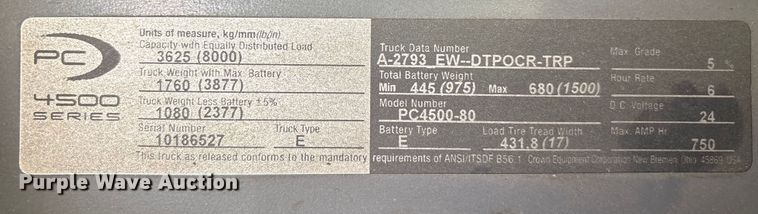 PC
4500
SERIES
Units of measure, kg/mm(lb/in)
Capacity with Equally Distributed Load
3625 (8000)
Truck Weight with Max. Battery
1760 (3877)
Truck Weight Less Battery ±5%
1080 (2377)
Serial Number Truck Type
10186527 E
Truck Data Number
A-2793_EW--DTPOCR-TRP
Total Battery Weight
Min 445 (975) Max 680 (1500)
Model Number
PC4500-80
Battery Type Load Tire Tread Width
E 431.8 (17)
Max. Grade
5 %
Hour Rate
6
D.C. Voltage
24
Max. AMP Hr
750
This truck as released conforms to the mandatory requirements of ANSI/ITSDF B56.1. Crown Equipment Corporation New Bremen, Ohio 45869 USA
Purple Wave Auction